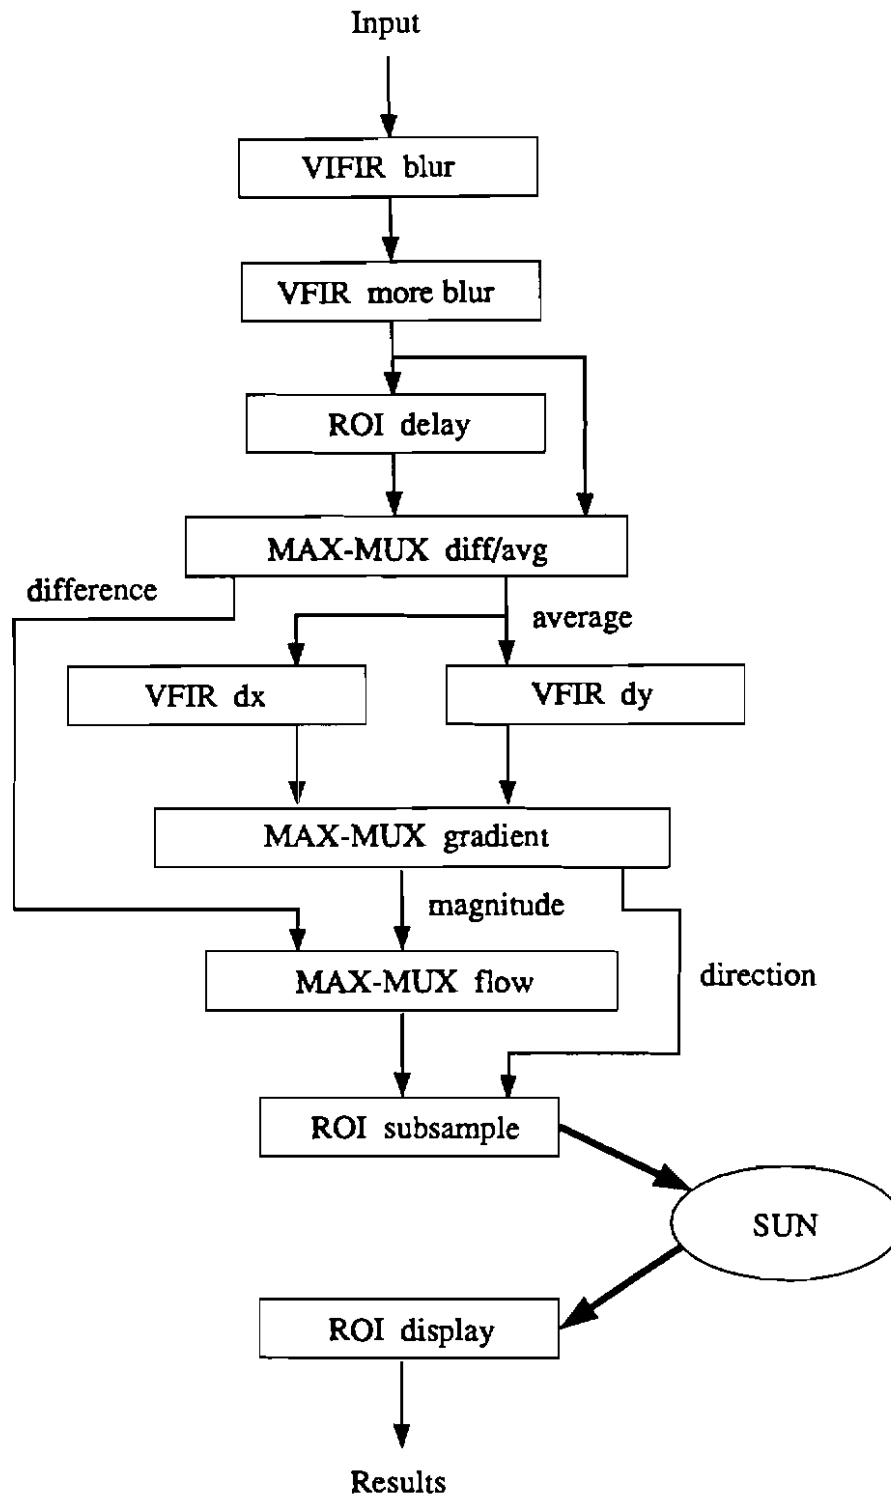 Input
VIFIR blur
VFIR more blur
ROI delay
MAX-MUX diff/avg
difference
average
VFIR dx
VFIR dy
MAX-MUX gradient
magnitude
MAX-MUX flow
direction
ROI subsample
SUN
ROI display
Results